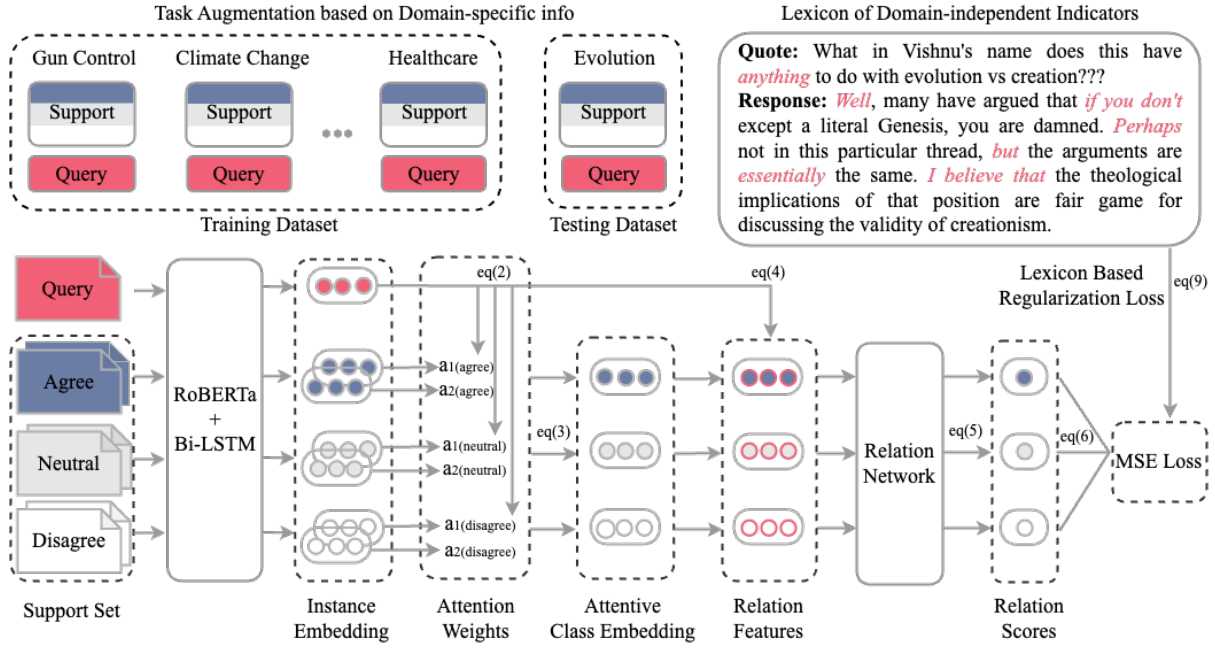 Task Augmentation based on Domain-specific info
Gun Control
Climate Change
Healthcare
Support
Support
Support
Query
Query
Query
Training Dataset
Evolution
Support
Query
Testing Dataset
Lexicon of Domain-independent Indicators
Quote: What in Vishnu's name does this have
anything to do with evolution vs creation???
Response: Well, many have argued that if you don't
except a literal Genesis, you are damned. Perhaps
not in this particular thread, but the arguments are
essentially the same. I believe that the theological
implications of that position are fair game for
discussing the validity of creationism.
Query
Agree
Neutral
Disagree
Support Set
RoBERTa
+
Bi-LSTM
Instance
Embedding
eq(2)
a1(agree)
a2(agree)
a1(neutral)
a2(neutral)
a1(disagree)
a2(disagree)
Attention
Weights
eq(3)
Attentive
Class Embedding
eq(4)
Relation
Features
Relation
Network
eq(5)
Relation
Scores
eq(6)
Lexicon Based
Regularization Loss
eq(9)
MSE Loss